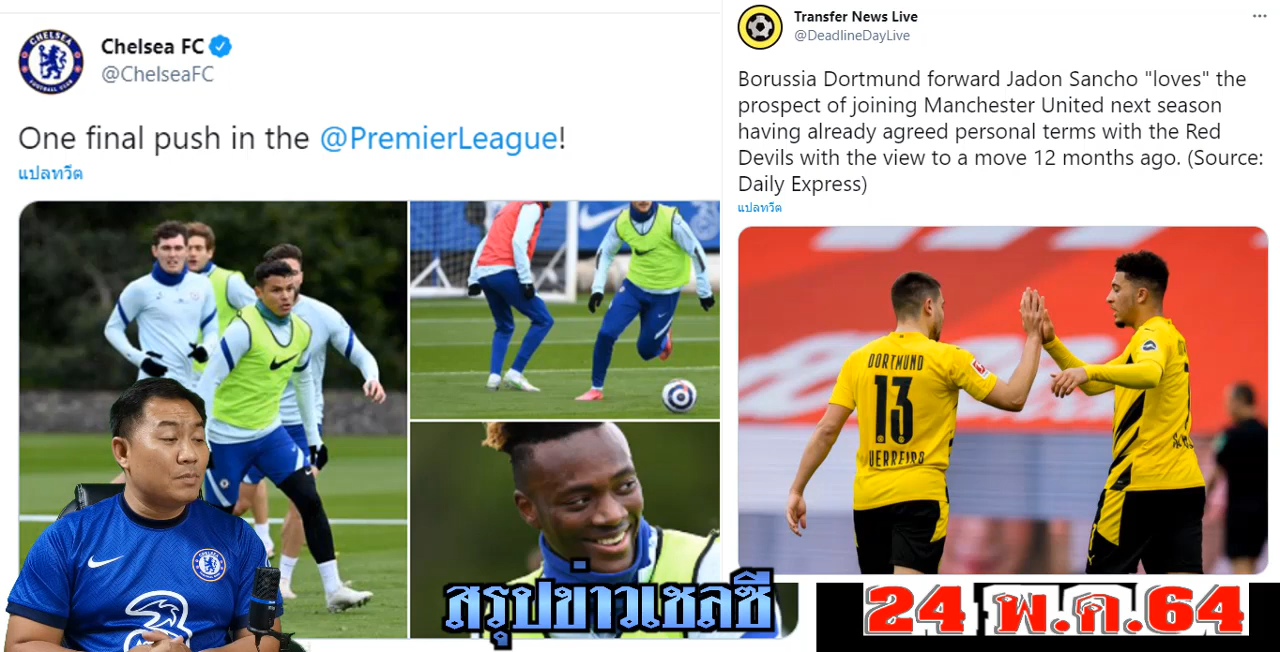 Chelsea FC
@ChelseaFC
One final push in the @PremierLeague!
แปลทวีต
Transfer News Live
@DeadlineDayLive
Borussia Dortmund forward Jadon Sancho "loves" the
prospect of joining Manchester United next season
having already agreed personal terms with the Red
Devils with the view to a move 12 months ago. (Source:
Daily Express)
แปลทวีต
DORTMUND
13
GUERREIRO
CHELSEA
FOOTBALL CLUB
3
สรุปข่าวเชลซี
24 พ.ค.64